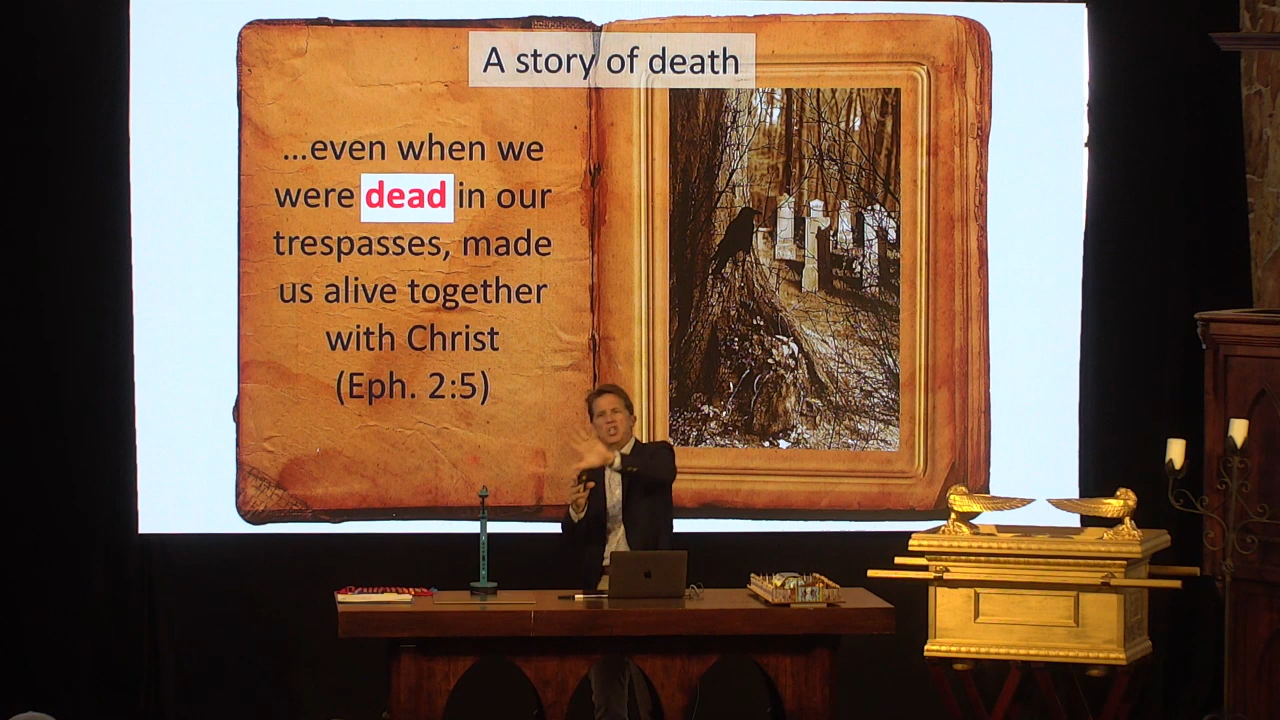 A story of death
...even when we
were dead in our
trespasses, made
us alive together
with Christ
(Eph. 2:5)